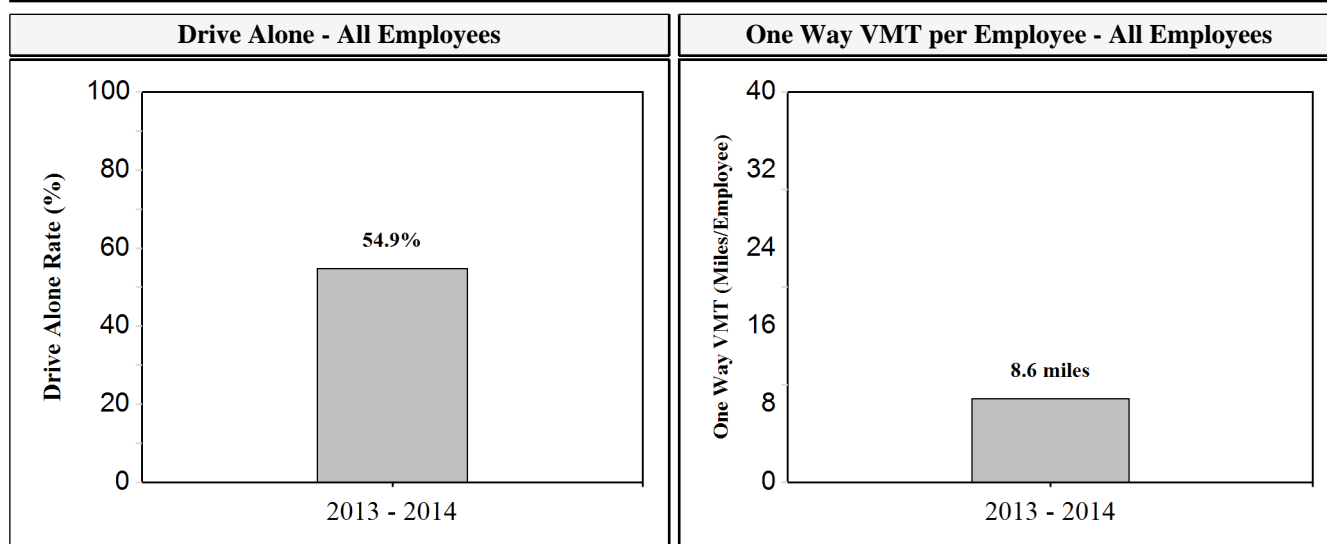 Drive Alone - All Employees
One Way VMT per Employee - All Employees
Drive Alone Rate (%)
100
80
60
40
20
0
54.9%
2013 - 2014
One Way VMT (Miles/Employee)
40
32
24
16
8
0
8.6 miles
2013 - 2014